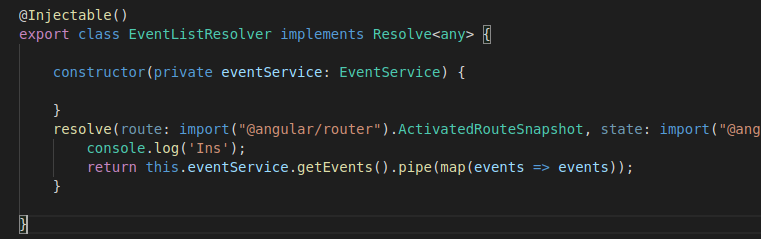 @Injectable()
export class EventListResolver implements Resolve<any> {
constructor(private eventService: EventService) {
}
resolve(route: import("@angular/router").ActivatedRouteSnapshot, state: import("@ang
console.log('Ins');
return this.eventService.getEvents().pipe(map(events => events));
}
}